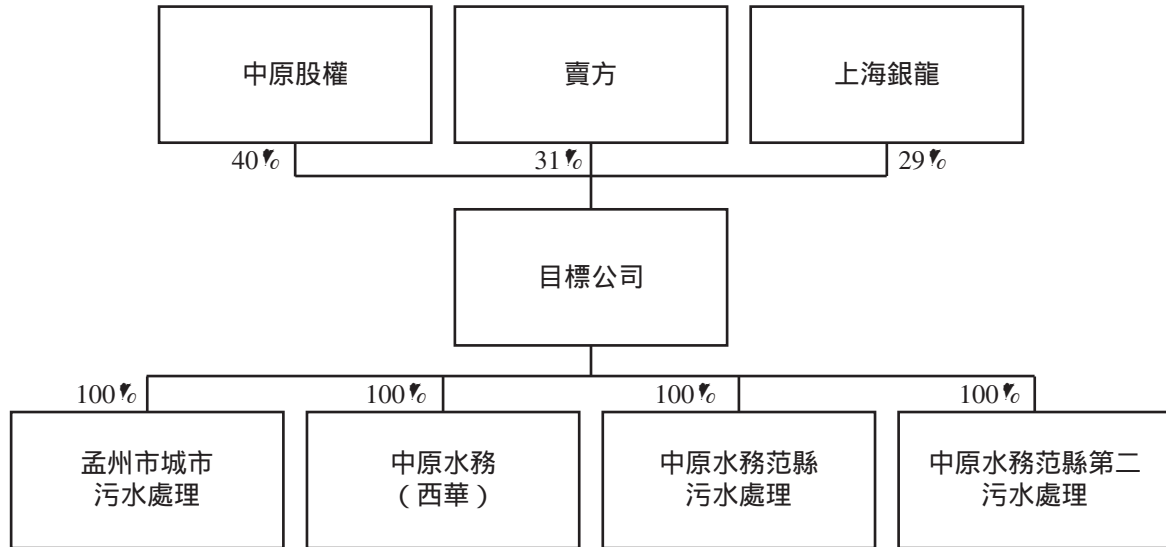 中原股權
賣方
上海銀龍
40%
31%
29%
目標公司
100%
100%
100%
100%
孟州市城市
污水處理
中原水務
（西華）
中原水務范縣
污水處理
中原水務范縣第二
污水處理